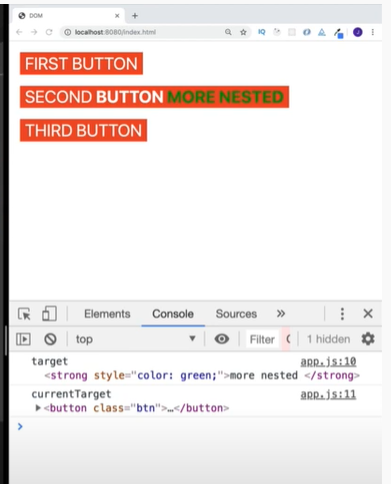 DOM
localhost:8080/index.html
IQ
FIRST BUTTON
SECOND BUTTON MORE NESTED
THIRD BUTTON
Elements Console Sources »
top Filter 1 hidden
target app.js:10
<strong style="color: green;">more nested </strong>
currentTarget app.js:11
<button class="btn">…</button>